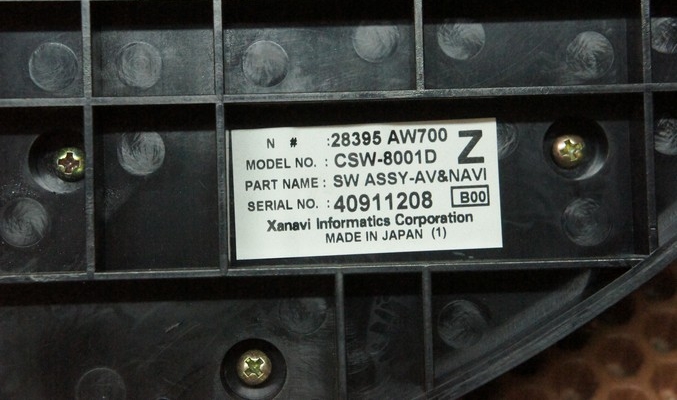 N # :28395 AW700 Z
MODEL NO. : CSW-8001D
PART NAME : SW ASSY-AV&NAVI
SERIAL NO. : 40911208 B00
Xanavi Informatics Corporation
MADE IN JAPAN (1)